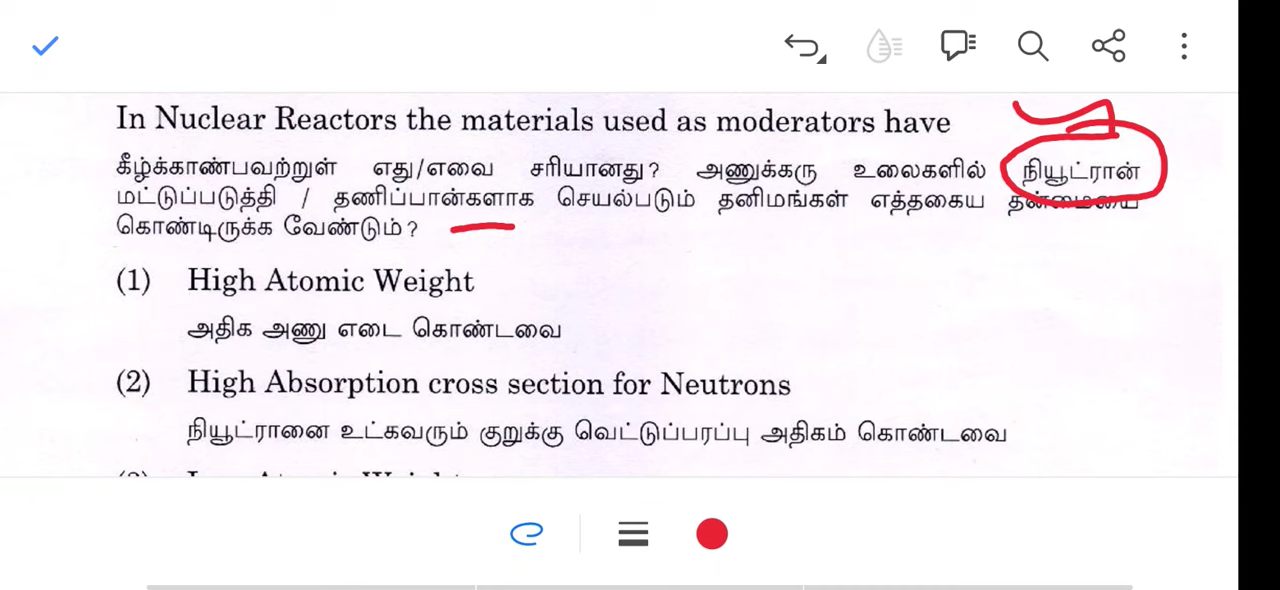 In Nuclear Reactors the materials used as moderators have
கீழ்க்காண்பவற்றுள் எது/எவை சரியானது? அணுக்கரு உலைகளில் நியூட்ரான்
மட்டுப்படுத்தி / தணிப்பான்களாக செயல்படும் தனிமங்கள் எத்தகைய தன்மையை
கொண்டிருக்க வேண்டும்?
(1) High Atomic Weight
அதிக அணு எடை கொண்டவை
(2) High Absorption cross section for Neutrons
நியூட்ரானை உட்கவரும் குறுக்கு வெட்டுப்பரப்பு அதிகம் கொண்டவை